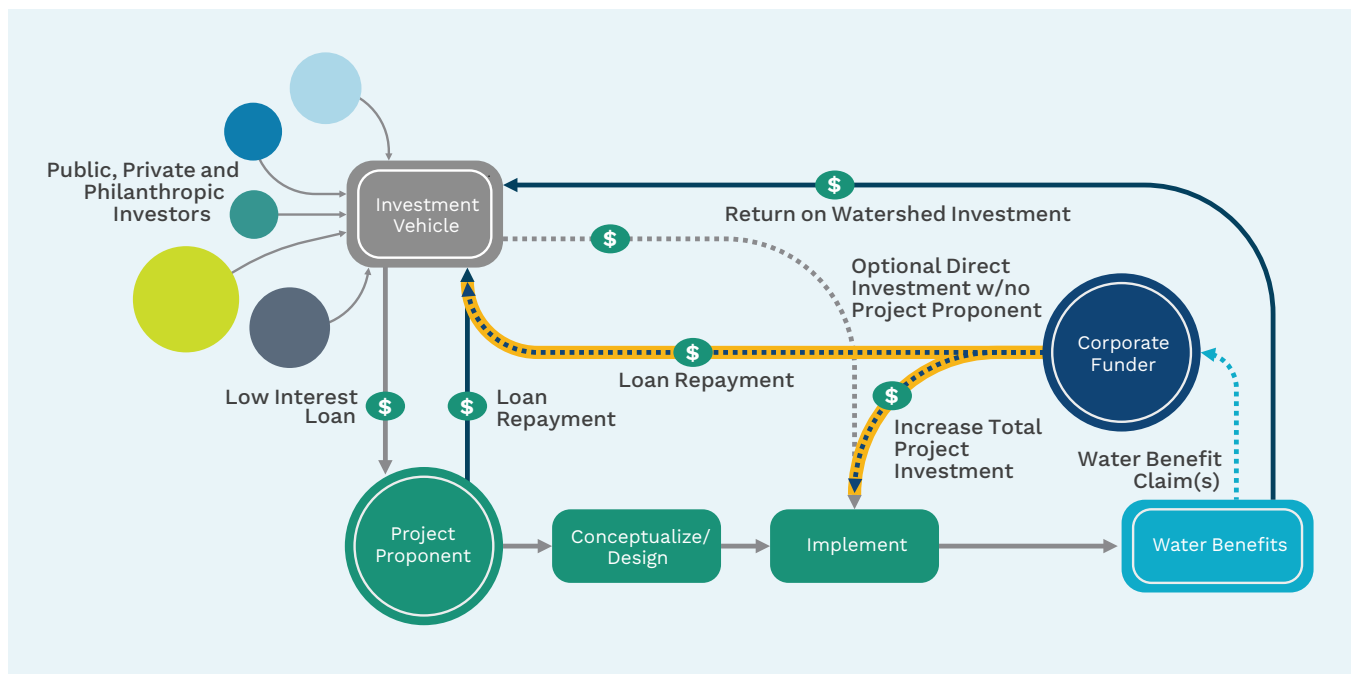 Public, Private and
Philanthropic
Investors
Investment
Vehicle
$
Return on Watershed Investment
$
Optional Direct
Investment w/no
Project Proponent
Corporate
Funder
$
Loan Repayment
Low Interest
Loan
$
$
Loan
Repayment
$
Increase Total
Project
Investment
Water Benefit
Claim(s)
Project
Proponent
Conceptualize/
Design
Implement
Water Benefits